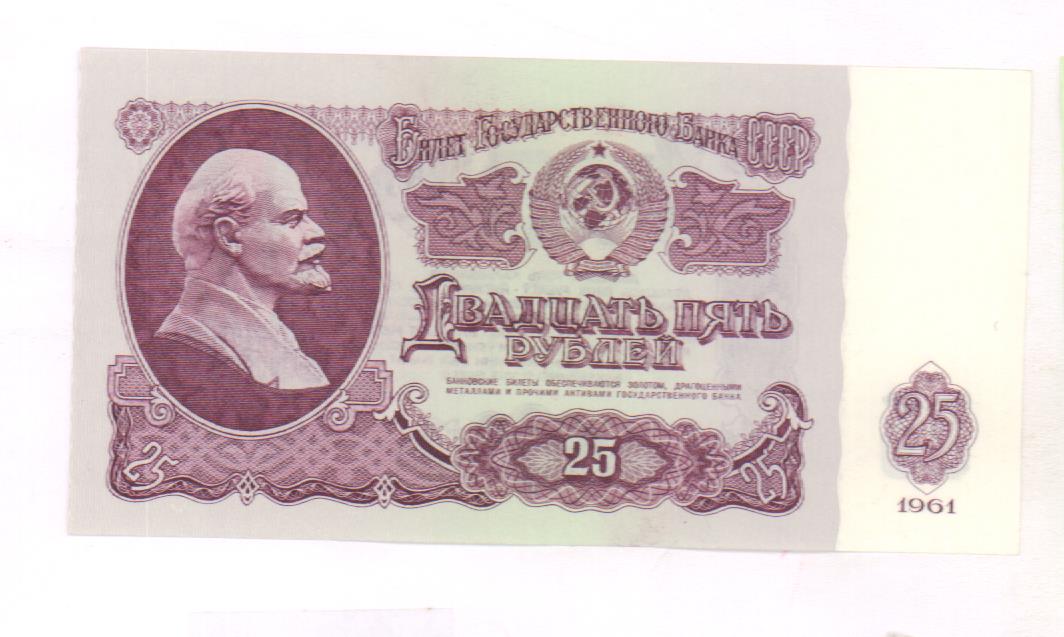 Билет Государственного Банка СССР
Двадцать пять
рублей
БАНКОВСКИЕ БИЛЕТЫ ОБЕСПЕЧИВАЮТСЯ ЗОЛОТОМ, ДРАГОЦЕННЫМИ
МЕТАЛЛАМИ И ПРОЧИМИ АКТИВАМИ ГОСУДАРСТВЕННОГО БАНКА
25
25
25
25
1961